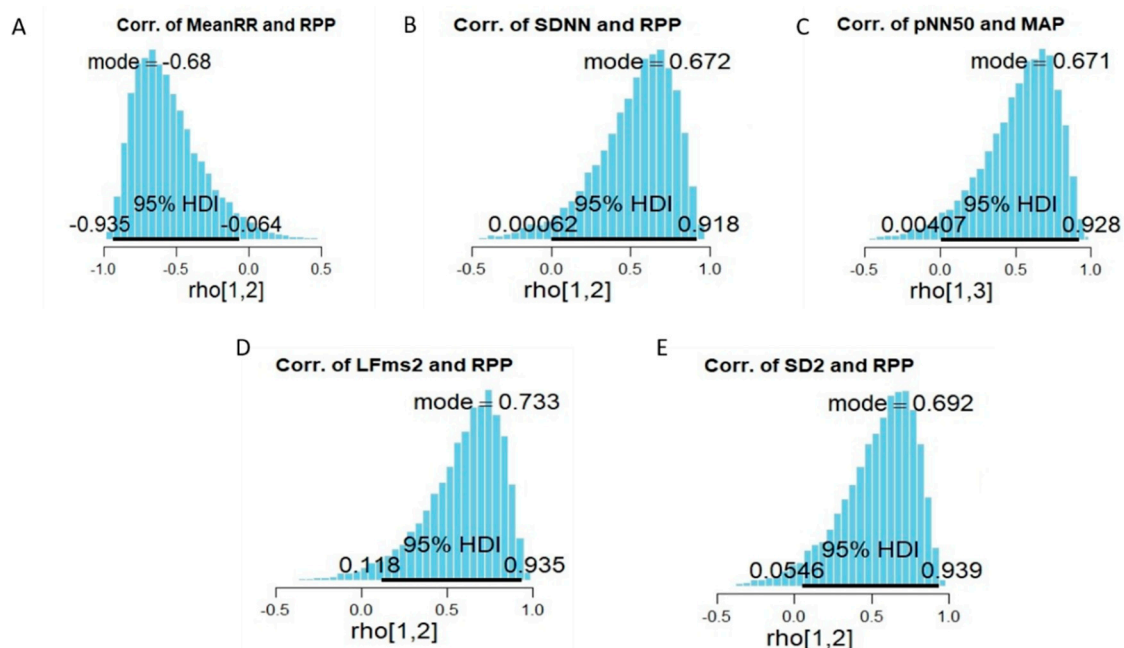 A
Corr. of MeanRR and RPP
mode = -0.68
95% HDI
-0.935 -0.064
-1.0 -0.5 0.0 0.5
rho[1,2]
B
Corr. of SDNN and RPP
mode = 0.672
95% HDI
0.00062 0.918
-0.5 0.0 0.5 1.0
rho[1,2]
C
Corr. of pNN50 and MAP
mode = 0.671
95% HDI
0.00407 0.928
-0.5 0.0 0.5 1.0
rho[1,3]
D
Corr. of LFms2 and RPP
mode = 0.733
95% HDI
0.118 0.935
-0.5 0.0 0.5 1.0
rho[1,2]
E
Corr. of SD2 and RPP
mode = 0.692
95% HDI
0.0546 0.939
-0.5 0.0 0.5 1.0
rho[1,2]